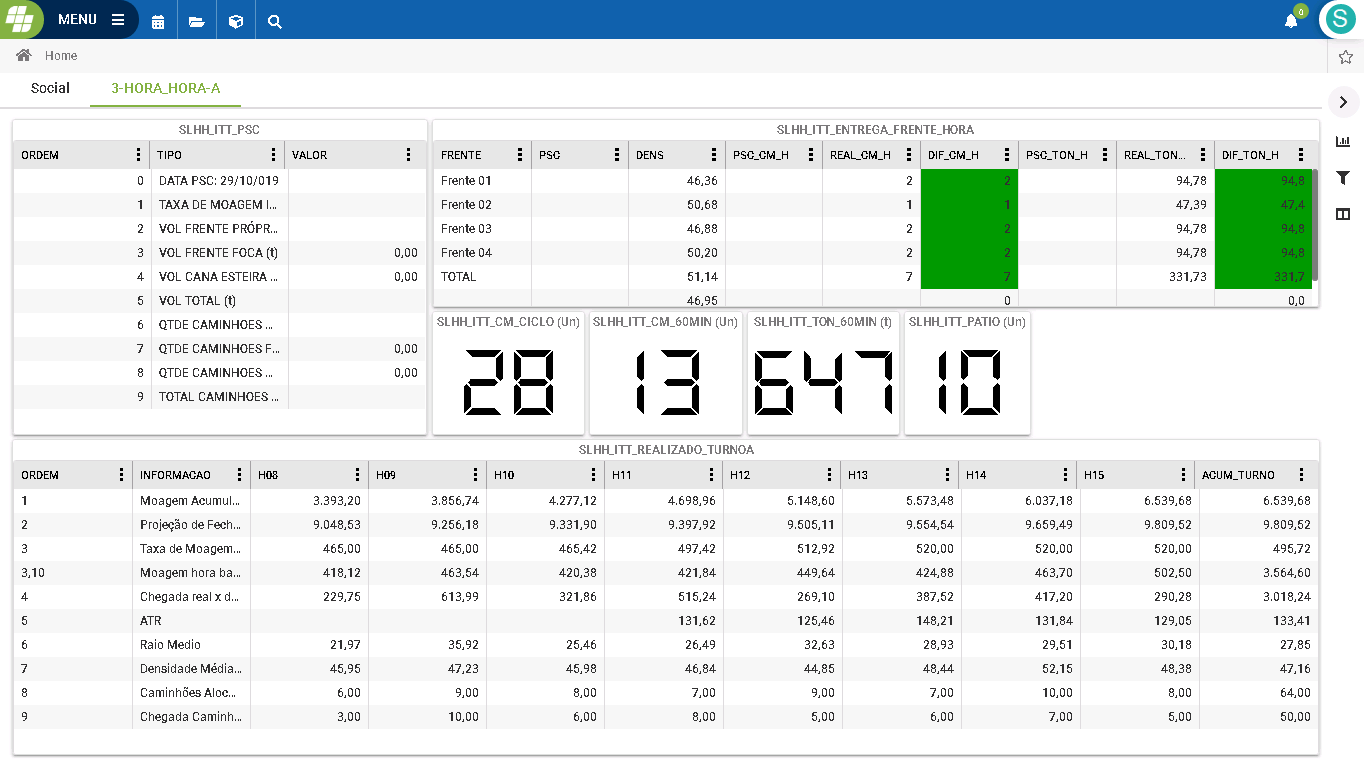 MENU
0
S
Home
Social 3-HORA_HORA-A
SLHH_ITT_PSC
ORDEM TIPO VALOR
0 DATA PSC: 29/10/019
1 TAXA DE MOAGEM I...
2 VOL FRENTE PRÓPR...
3 VOL FRENTE FOCA (t) 0,00
4 VOL CANA ESTEIRA ... 0,00
5 VOL TOTAL (t)
6 QTDE CAMINHOES ...
7 QTDE CAMINHOES F... 0,00
8 QTDE CAMINHOES ... 0,00
9 TOTAL CAMINHOES ...
SLHH_ITT_ENTREGA_FRENTE_HORA
FRENTE PSC DENS PSC_CM_H REAL_CM_H DIF_CM_H PSC_TON_H REAL_TON... DIF_TON_H
Frente 01 46,36 2 2 94,78 94,8
Frente 02 50,68 1 1 47,39 47,4
Frente 03 46,88 2 2 94,78 94,8
Frente 04 50,20 2 2 94,78 94,8
TOTAL 51,14 7 7 331,73 331,7
46,95 0 0,0
SLHH_ITT_CM_CICLO (Un) SLHH_ITT_CM_60MIN (Un) SLHH_ITT_TON_60MIN (t) SLHH_ITT_PATIO (Un)
28 13 647 10
SLHH_ITT_REALIZADO_TURNOA
ORDEM INFORMACAO H08 H09 H10 H11 H12 H13 H14 H15 ACUM_TURNO
1 Moagem Acumul... 3.393,20 3.856,74 4.277,12 4.698,96 5.148,60 5.573,48 6.037,18 6.539,68 6.539,68
2 Projeção de Fech... 9.048,53 9.256,18 9.331,90 9.397,92 9.505,11 9.554,54 9.659,49 9.809,52 9.809,52
3 Taxa de Moagem... 465,00 465,00 465,42 497,42 512,92 520,00 520,00 520,00 495,72
3,10 Moagem hora ba... 418,12 463,54 420,38 421,84 449,64 424,88 463,70 502,50 3.564,60
4 Chegada real x d... 229,75 613,99 321,86 515,24 269,10 387,52 417,20 290,28 3.018,24
5 ATR 131,62 125,46 148,21 131,84 129,05 133,41
6 Raio Medio 21,97 35,92 25,46 26,49 32,63 28,93 29,51 30,18 27,85
7 Densidade Média... 45,95 47,23 45,98 46,84 44,85 48,44 52,15 48,38 47,16
8 Caminhões Aloc... 6,00 9,00 8,00 7,00 9,00 7,00 10,00 8,00 64,00
9 Chegada Caminh... 3,00 10,00 6,00 8,00 5,00 6,00 7,00 5,00 50,00